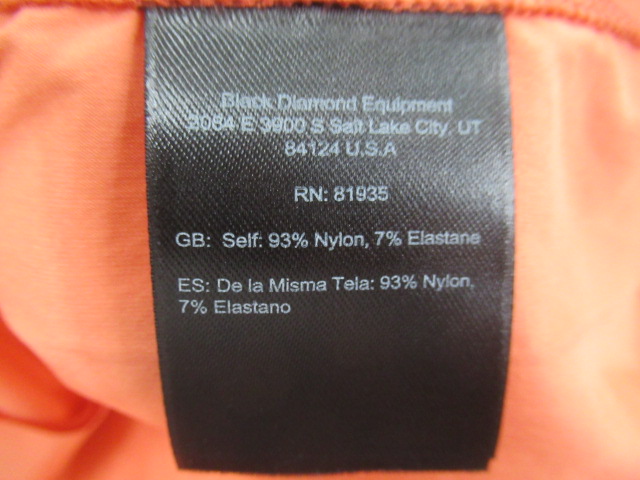 Black Diamond Equipment
2084 E 3900 S Salt Lake City, UT
84124 U.S.A
RN: 81935
GB: Self: 93% Nylon, 7% Elastane
ES: De la Misma Tela: 93% Nylon,
7% Elastano